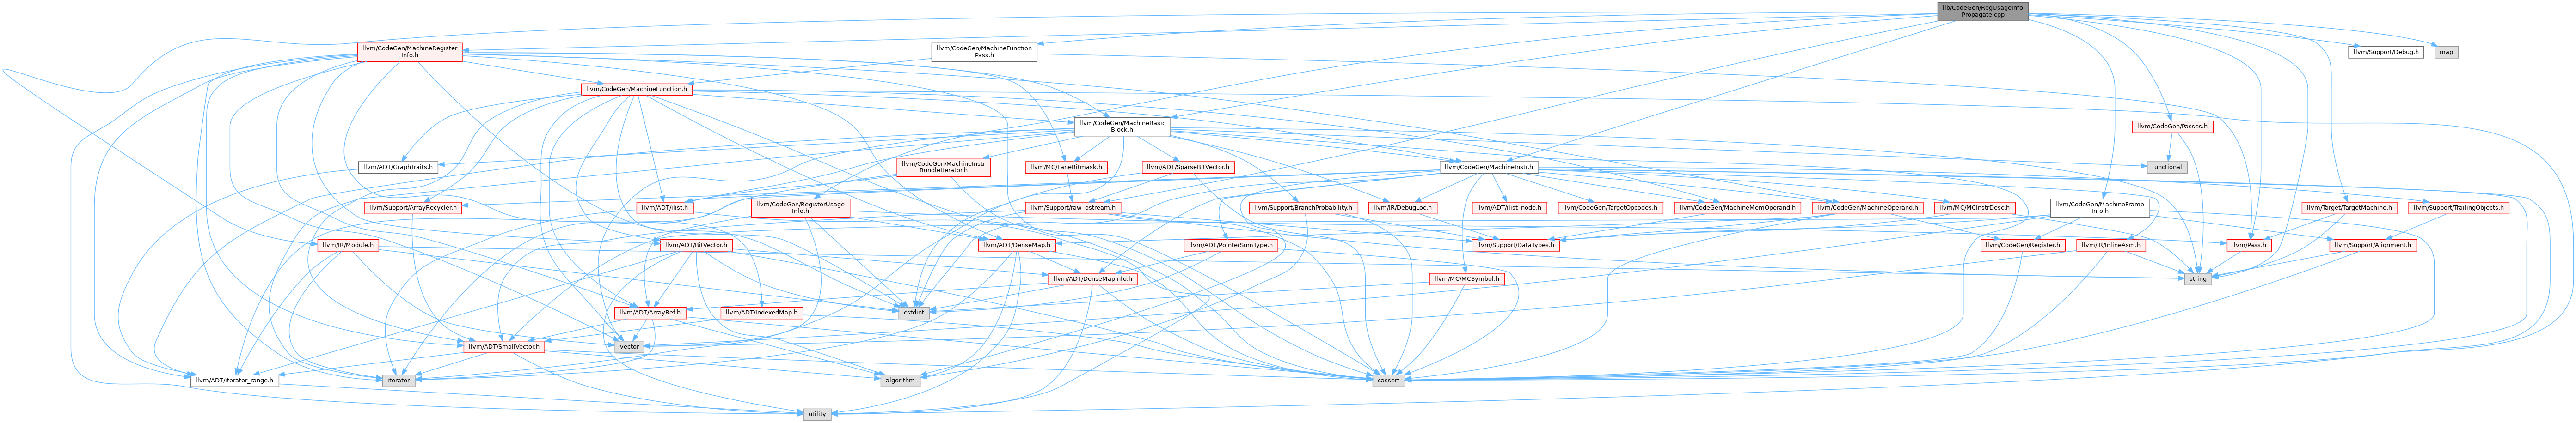 lib/CodeGen/RegUsageInfo
Propagate.cpp
llvm/CodeGen/MachineRegister
Info.h
llvm/CodeGen/MachineFunction
Pass.h
llvm/Support/Debug.h
map
llvm/CodeGen/MachineFunction.h
llvm/CodeGen/MachineBasic
Block.h
llvm/CodeGen/Passes.h
llvm/ADT/GraphTraits.h
llvm/CodeGen/MachineInstr
BundleIterator.h
llvm/MC/LaneBitmask.h
llvm/ADT/SparseBitVector.h
llvm/CodeGen/MachineInstr.h
functional
llvm/Support/ArrayRecycler.h
llvm/ADT/ilist.h
llvm/CodeGen/RegisterUsage
Info.h
llvm/Support/raw_ostream.h
llvm/Support/BranchProbability.h
llvm/IR/DebugLoc.h
llvm/ADT/ilist_node.h
llvm/CodeGen/TargetOpcodes.h
llvm/CodeGen/MachineMemOperand.h
llvm/CodeGen/MachineOperand.h
llvm/MC/MCInstrDesc.h
llvm/CodeGen/MachineFrame
Info.h
llvm/Target/TargetMachine.h
llvm/Support/TrailingObjects.h
llvm/IR/Module.h
llvm/ADT/BitVector.h
llvm/ADT/DenseMap.h
llvm/ADT/PointerSumType.h
llvm/Support/DataTypes.h
llvm/CodeGen/Register.h
llvm/IR/InlineAsm.h
llvm/Pass.h
llvm/Support/Alignment.h
llvm/ADT/DenseMapInfo.h
llvm/MC/MCSymbol.h
string
llvm/ADT/ArrayRef.h
llvm/ADT/IndexedMap.h
cstdint
llvm/ADT/SmallVector.h
vector
llvm/ADT/iterator_range.h
iterator
algorithm
cassert
utility